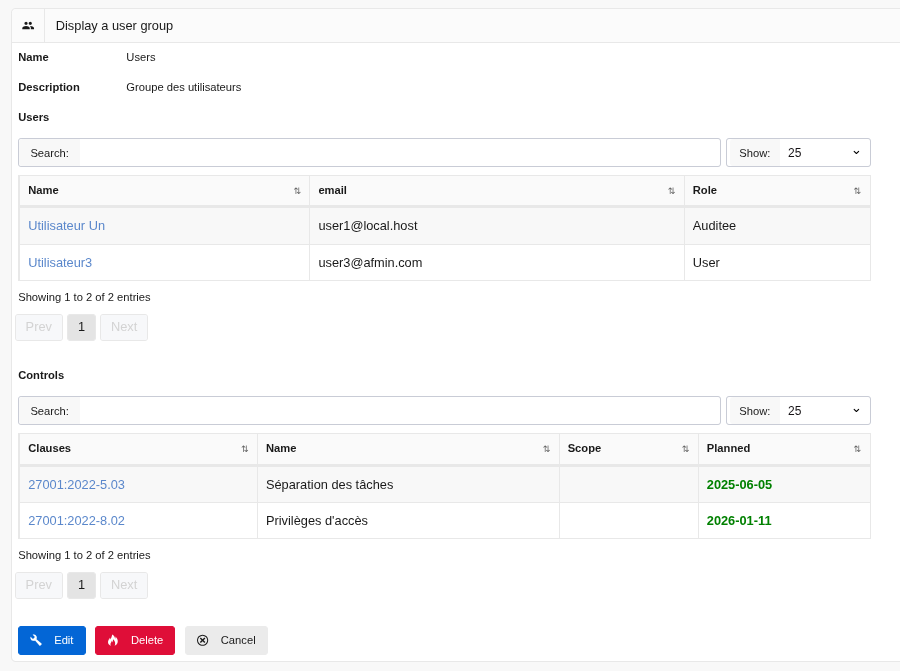 Display a user group
Name Users
Description Groupe des utilisateurs
Users
Search: Show: 25
Name email Role
Utilisateur Un user1@local.host Auditee
Utilisateur3 user3@afmin.com User
Showing 1 to 2 of 2 entries
Prev 1 Next
Controls
Search: Show: 25
Clauses Name Scope Planned
27001:2022-5.03 Séparation des tâches 2025-06-05
27001:2022-8.02 Privilèges d'accès 2026-01-11
Showing 1 to 2 of 2 entries
Prev 1 Next
Edit Delete Cancel